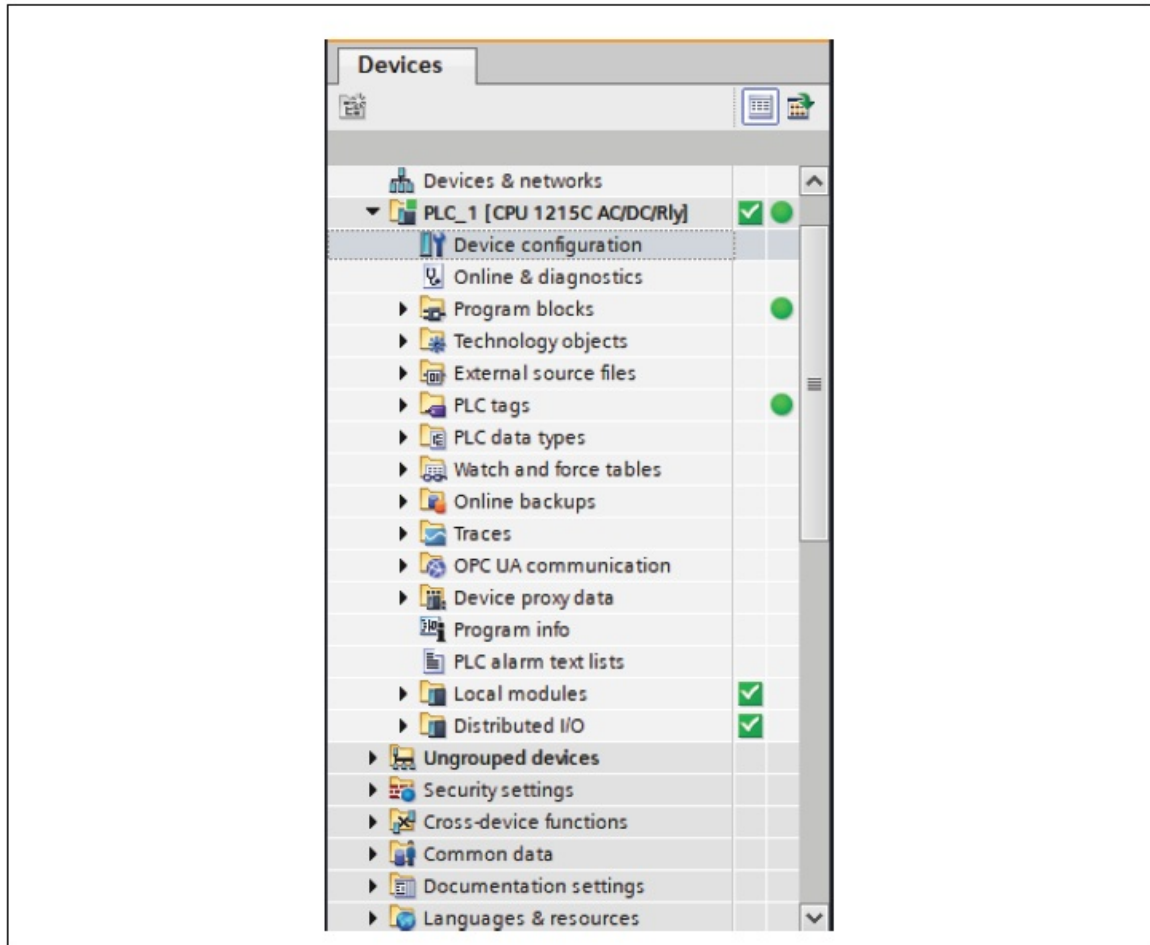 Devices
Devices & networks
PLC_1 [CPU 1215C AC/DC/Rly]
Device configuration
Online & diagnostics
Program blocks
Technology objects
External source files
PLC tags
PLC data types
Watch and force tables
Online backups
Traces
OPC UA communication
Device proxy data
Program info
PLC alarm text lists
Local modules
Distributed I/O
Ungrouped devices
Security settings
Cross-device functions
Common data
Documentation settings
Languages & resources